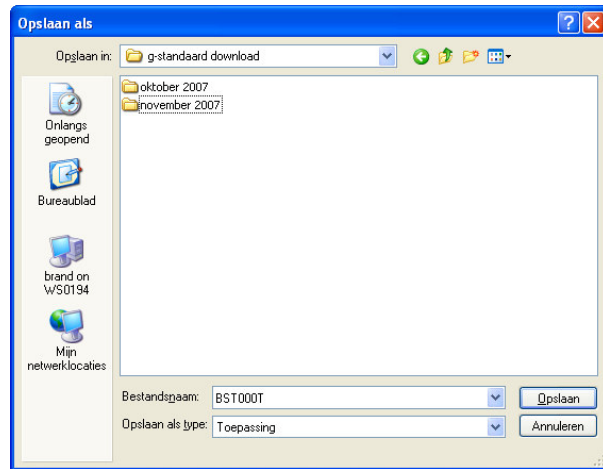 Opslaan als
Opslaan in:
g-standaard download
oktober 2007
november 2007
Onlangs
geopend
Bureaublad
brand on
WS0194
Mijn
netwerklocaties
Bestandsnaam:
BST000T
Opslaan
Opslaan als type:
Toepassing
Annuleren